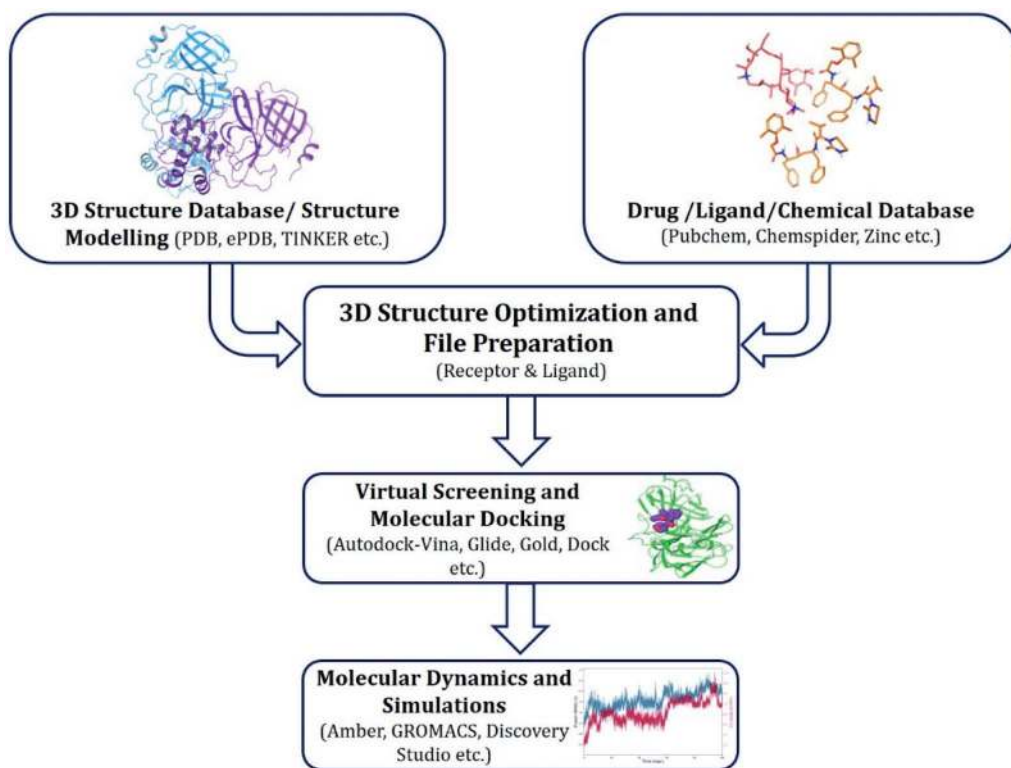 3D Structure Database/ Structure
Modelling (PDB, ePDB, TINKER etc.)
Drug /Ligand/Chemical Database
(Pubchem, Chemspider, Zinc etc.)
3D Structure Optimization and
File Preparation
(Receptor & Ligand)
Virtual Screening and
Molecular Docking
(Autodock-Vina, Glide, Gold, Dock
etc.)
Molecular Dynamics and
Simulations
(Amber, GROMACS, Discovery
Studio etc.)